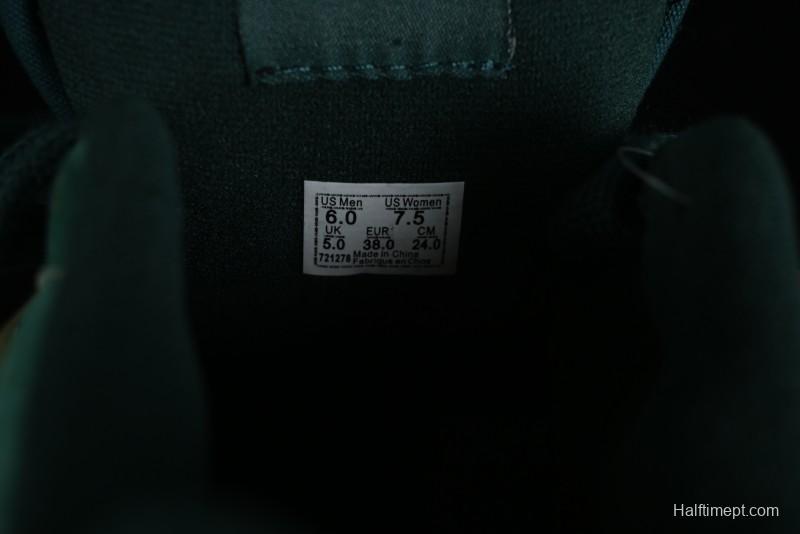 US Men US Women
6.0 7.5
UK EUR CM
5.0 38.0 24.0
721278 Made in China
Fabrique en Chine
Halftimept.com